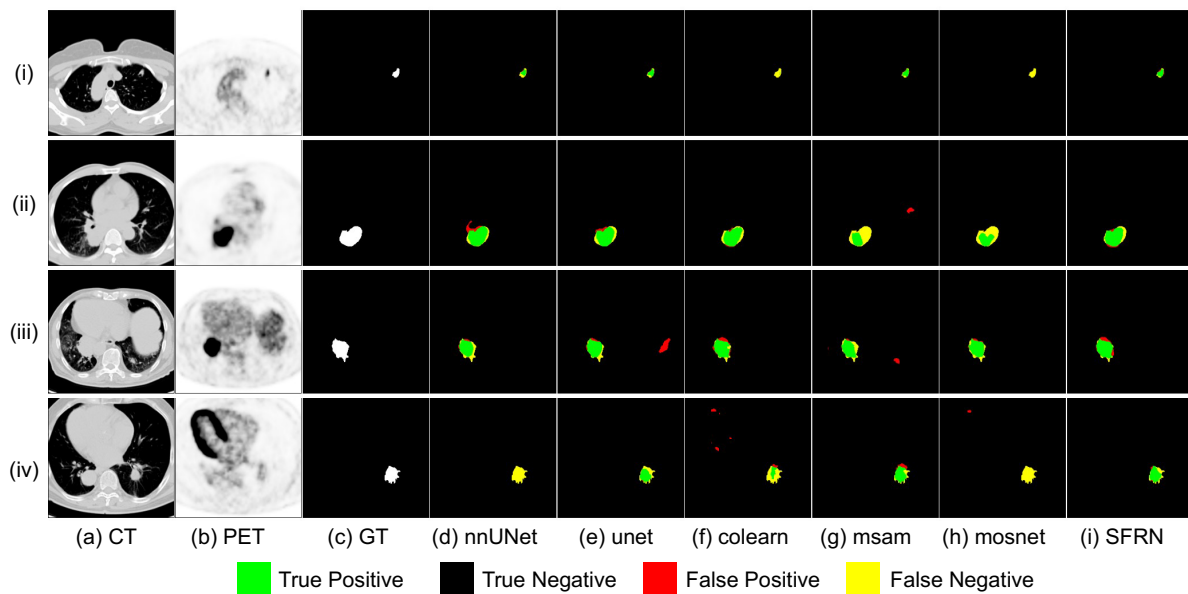 (i)
(ii)
(iii)
(iv)
(a) CT (b) PET (c) GT (d) nnUNet (e) unet (f) colearn (g) msam (h) mosnet (i) SFRN
True Positive True Negative False Positive False Negative